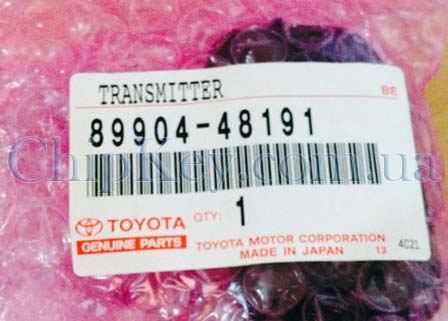 TRANSMITTER BE
89904-48191
ChipKey.com.ua
TOYOTA QTY: 1
GENUINE PARTS TOYOTA MOTOR CORPORATION
MADE IN JAPAN 13 4C21